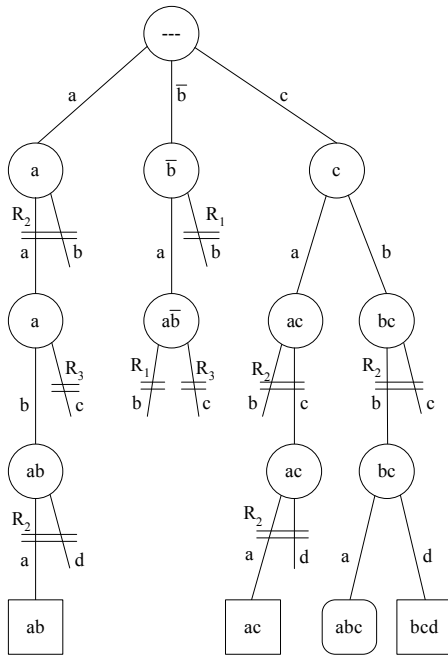 ---
a b̅ c
a b̅ c
R₂ R₁
a b a b a b
a ab̅ ac bc
R₃ R₁ R₃ R₂ R₂
b c b c b c b c
ab ac bc
R₂ R₂
a d a d a d
ab ac abc bcd